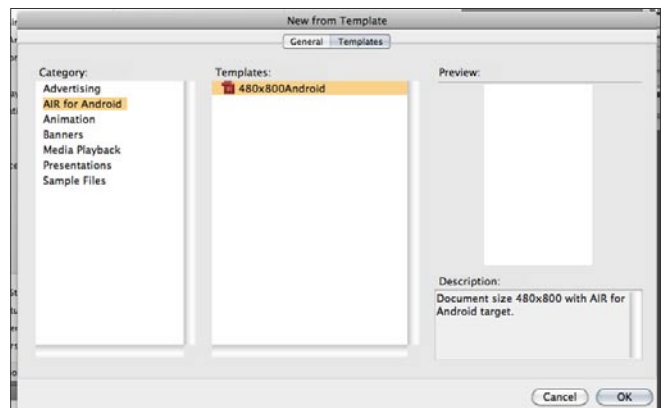 New from Template
General Templates
Category:
Advertising
AIR for Android
Animation
Banners
Media Playback
Presentations
Sample Files
Templates:
480x800Android
Preview:
Description:
Document size 480x800 with AIR for
Android target.
Cancel OK